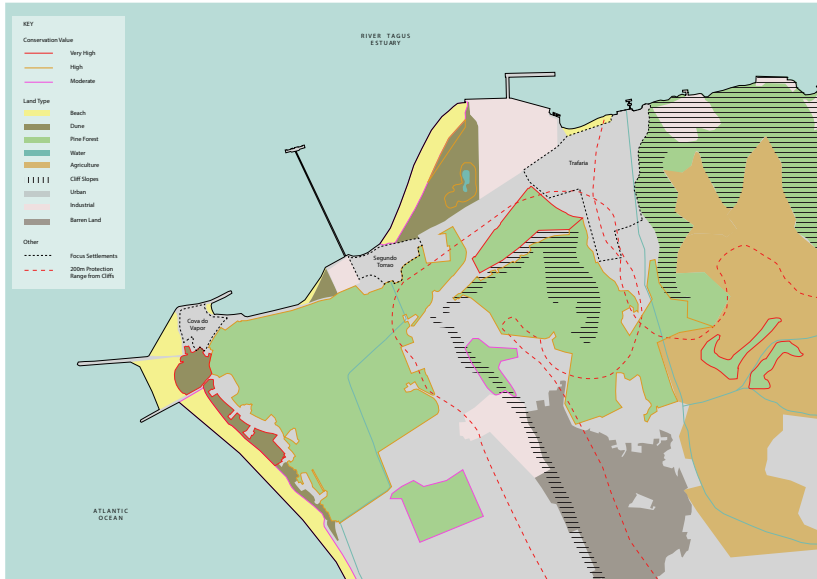 RIVER TAGUS
ESTUARY
KEY
Conservation Value
Very High
High
Moderate
Land Type
Beach
Dune
Pine Forest
Water
Agriculture
Cliff Slopes
Urban
Industrial
Barren Land
Other
Focus Settlements
200m Protection
Range from Cliffs
Trafaria
Segundo
Torrao
Cova do
Vapor
ATLANTIC
OCEAN